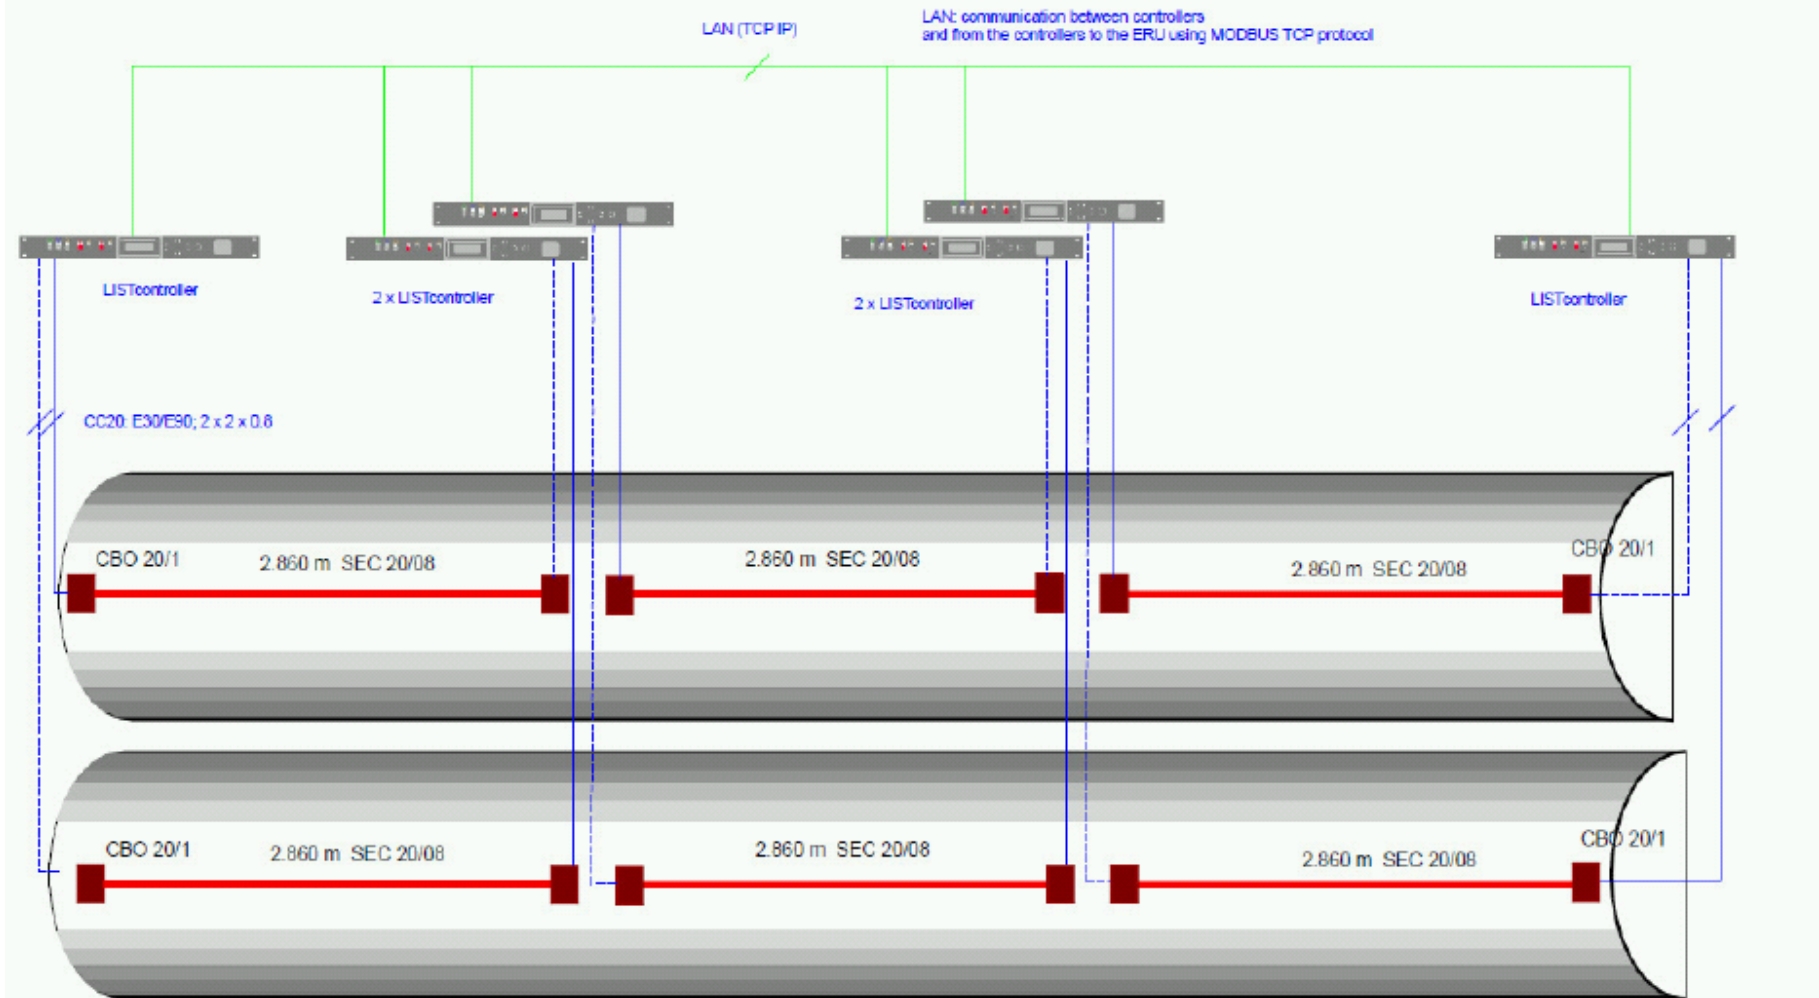 LAN (TCP IP)
LAN: communication between controllers
and from the controllers to the ERU using MODBUS TCP protocol
LISTcontroller
2 x LISTcontroller
2 x LISTcontroller
LISTcontroller
CC20: E30/E90; 2 x 2 x 0.8
CBO 20/1
2.860 m SEC 20/08
2.860 m SEC 20/08
2.860 m SEC 20/08
CBO 20/1
CBO 20/1
2.860 m SEC 20/08
2.860 m SEC 20/08
2.860 m SEC 20/08
CBO 20/1